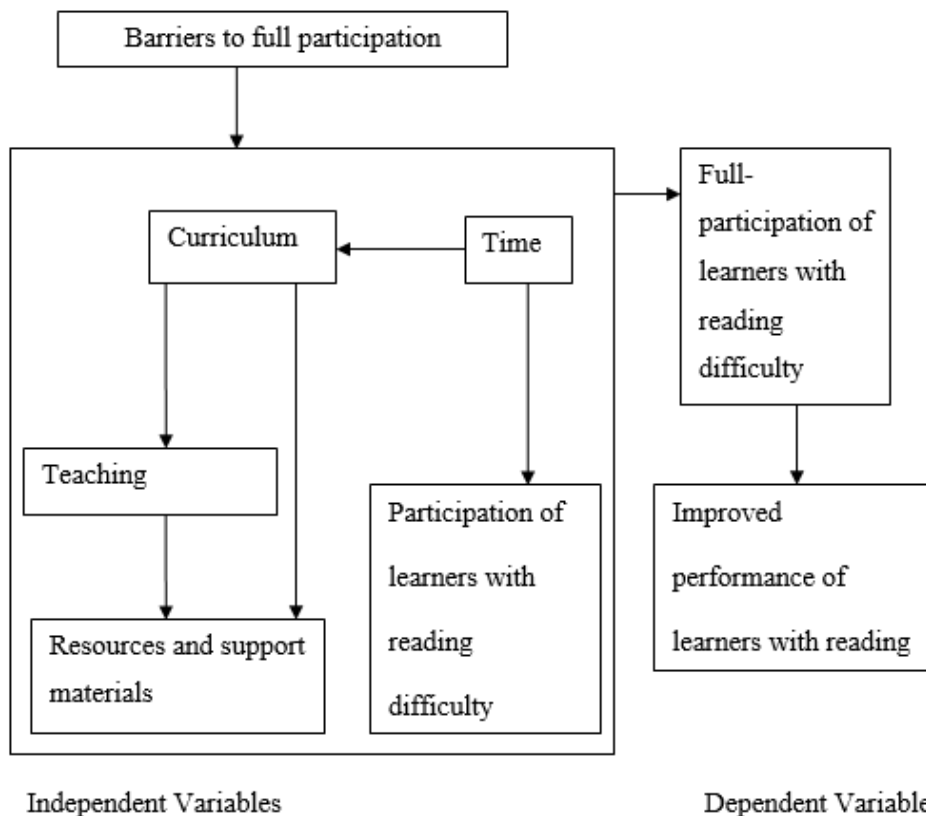 Barriers to full participation
Curriculum
Time
Teaching
Resources and support
materials
Participation of
learners with
reading
difficulty
Full-
participation of
learners with
reading
difficulty
Improved
performance of
learners with reading
Independent Variables
Dependent Variable